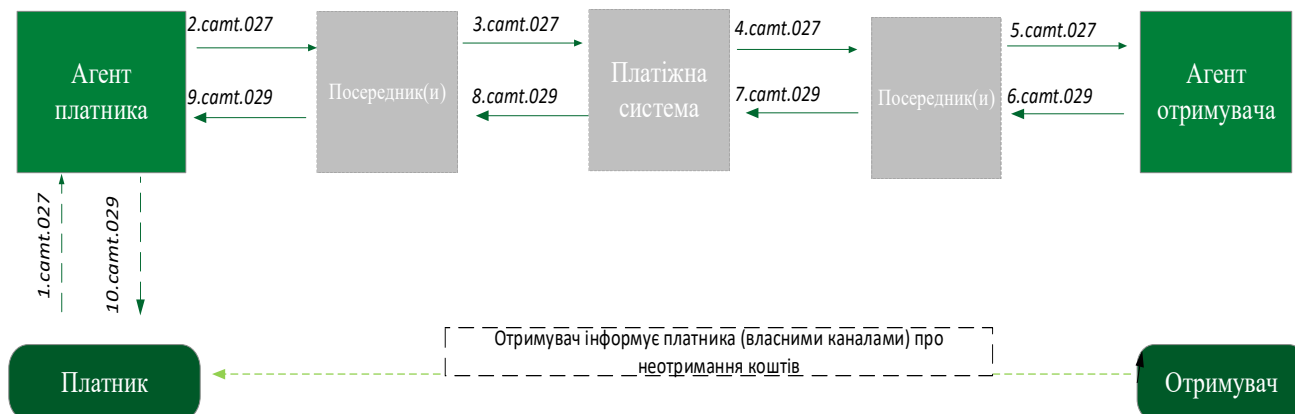 2.camt.027
3.camt.027
4.camt.027
5.camt.027
Агент
платника
Посередник(и)
Платіжна
система
Посередник(и)
Агент
отримувача
9.camt.029
8.camt.029
7.camt.029
6.camt.029
1.camt.027
10.camt.029
Отримувач інформує платника (власними каналами) про
неотримання коштів
Платник
Отримувач